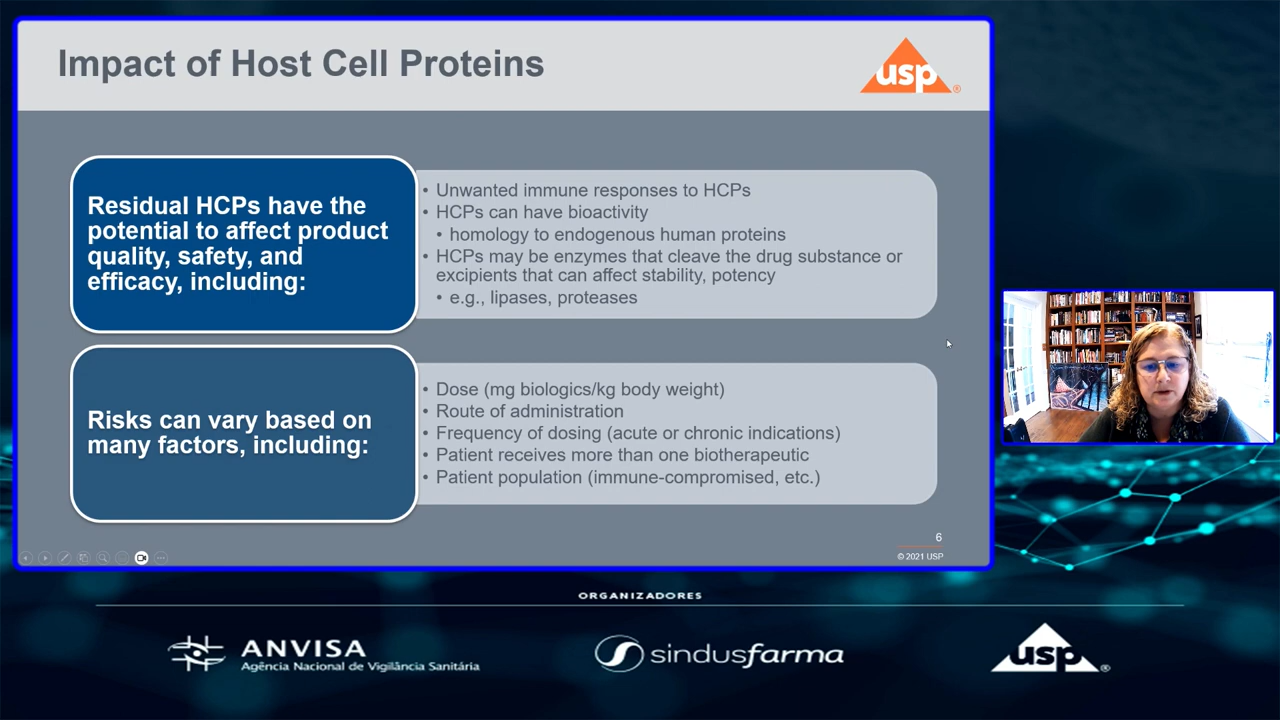 Impact of Host Cell Proteins
usp®
Residual HCPs have the
potential to affect product
quality, safety, and
efficacy, including:
• Unwanted immune responses to HCPs
• HCPs can have bioactivity
• homology to endogenous human proteins
• HCPs may be enzymes that cleave the drug substance or
excipients that can affect stability, potency
• e.g., lipases, proteases
Risks can vary based on
many factors, including:
• Dose (mg biologics/kg body weight)
• Route of administration
• Frequency of dosing (acute or chronic indications)
• Patient receives more than one biotherapeutic
• Patient population (immune-compromised, etc.)
6
© 2021 USP
ORGANIZADORES
ANVISA
Agência Nacional de Vigilância Sanitária
sindusfarma
usp®